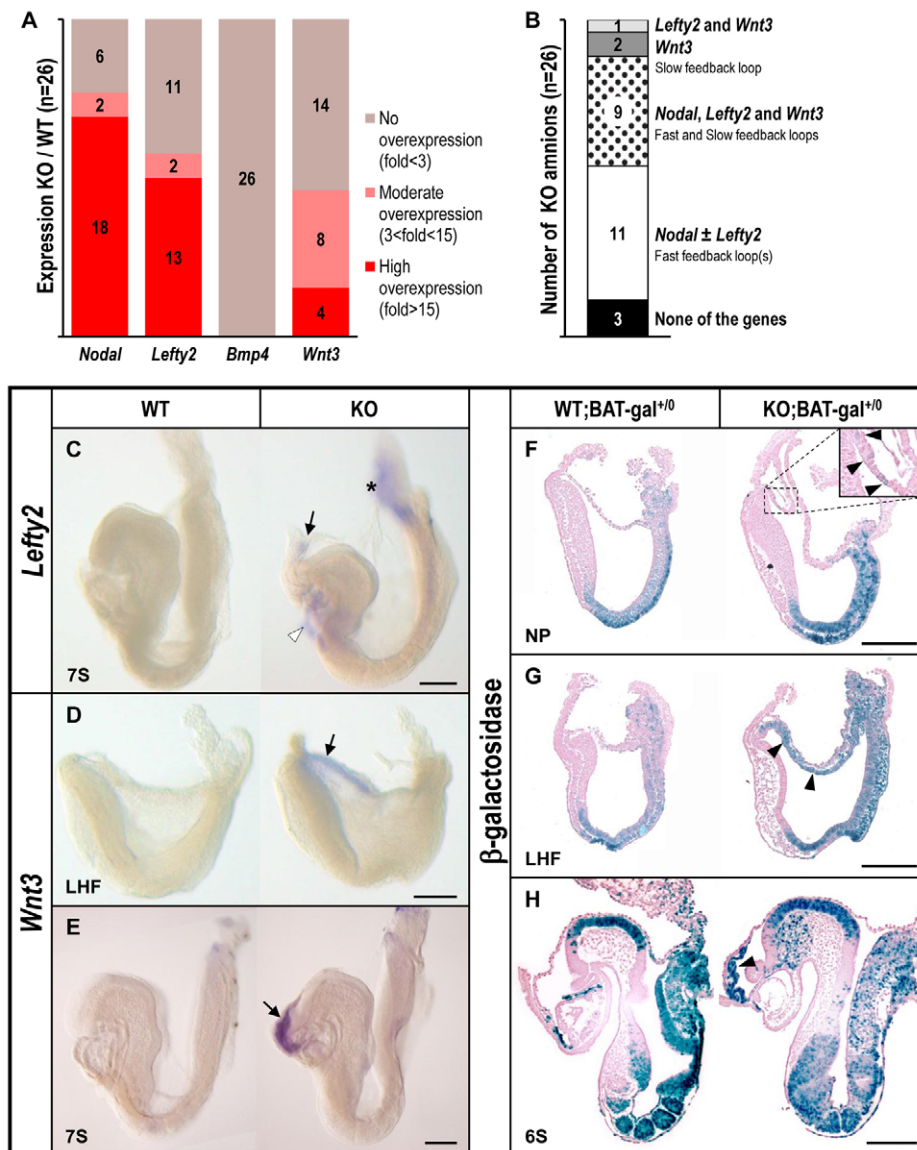 A
Expression KO / WT (n=26)
6
2
18
11
2
13
26
14
8
4
Nodal
Lefty2
Bmp4
Wnt3
No
overexpression
(fold<3)
Moderate
overexpression
(3<fold<15)
High
overexpression
(fold>15)
B
Number of KO amnions (n=26)
1
2
9
11
3
Lefty2 and Wnt3
Wnt3
Slow feedback loop
Nodal, Lefty2 and Wnt3
Fast and Slow feedback loops
Nodal ± Lefty2
Fast feedback loop(s)
None of the genes
WT
KO
Lefty2
C
*
7S
Wnt3
D
LHF
E
7S
β-galactosidase
WT;BAT-gal+/0
KO;BAT-gal+/0
F
NP
G
LHF
H
6S